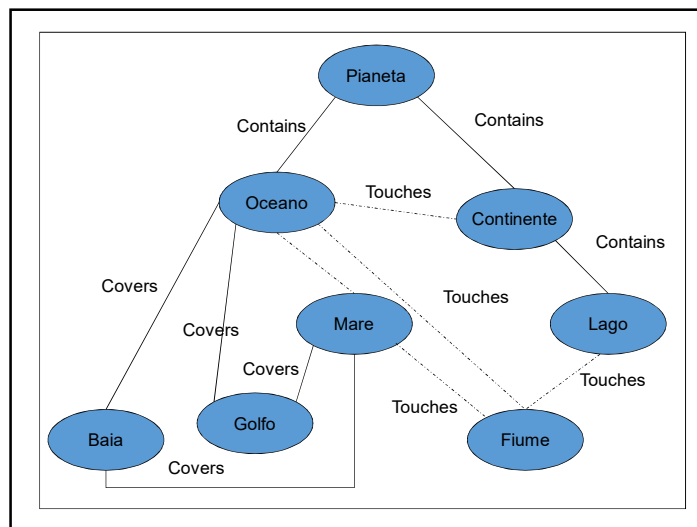 Pianeta
Contains
Contains
Oceano
Touches
Continente
Contains
Covers
Touches
Covers
Mare
Lago
Covers
Touches
Touches
Golfo
Baia
Fiume
Covers